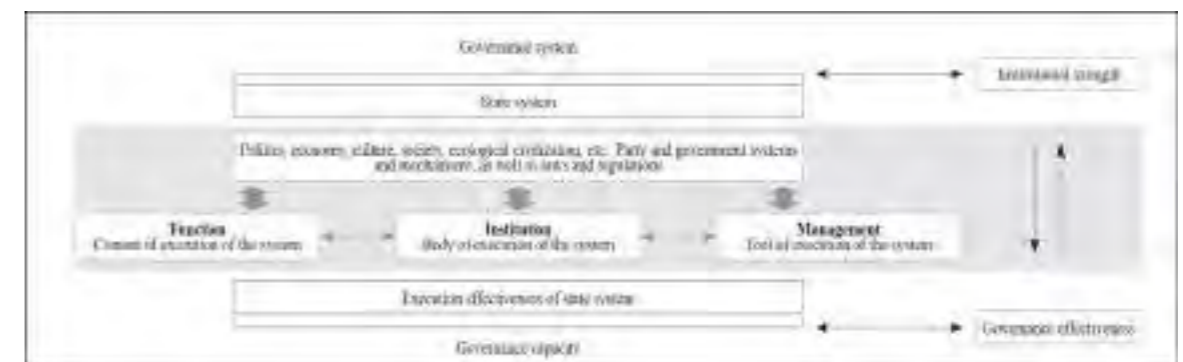 Governance system
Institutional strength
State system
Politics, economy, culture, society, ecological civilization, etc. Party and government systems
and mechanisms, as well as laws and regulations
Function
Content of execution of the system
Institution
Body of execution of the system
Management
Tool of execution of the system
Execution effectiveness of state system
Governance effectiveness
Governance capacity